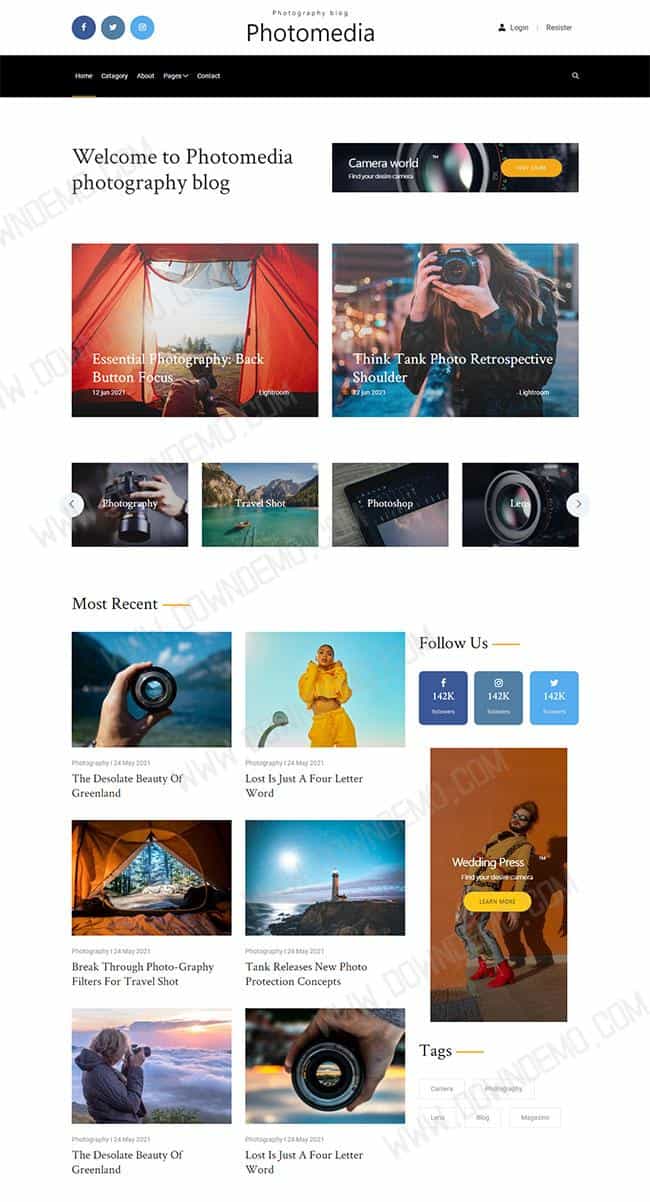 Photography blog
Photomedia
Login | Resister
Home Catagory About Pages Contact
Welcome to Photomedia
photography blog
Camera world ™
Find your desire camera
Essential Photography: Back
Button Focus
12 jun 2021 Lightroom
Think Tank Photo Retrospective
Shoulder
12 jun 2021 Lightroom
Photography
Travel Shot
Photoshop
Lens
Most Recent
Photography I 24 May 2021
The Desolate Beauty Of
Greenland
Photography I 24 May 2021
Lost Is Just A Four Letter
Word
Photography I 24 May 2021
Break Through Photo-Graphy
Filters For Travel Shot
Photography I 24 May 2021
Tank Releases New Photo
Protection Concepts
Photography I 24 May 2021
The Desolate Beauty Of
Greenland
Photography I 24 May 2021
Lost Is Just A Four Letter
Word
Follow Us
142K
followers
142K
followers
142K
followers
Wedding Press ™
Find your desire camera
LEARN MORE
Tags
Camera
Photography
Lens
Blog
Magazine
WWW.DOWNDEMO.COM